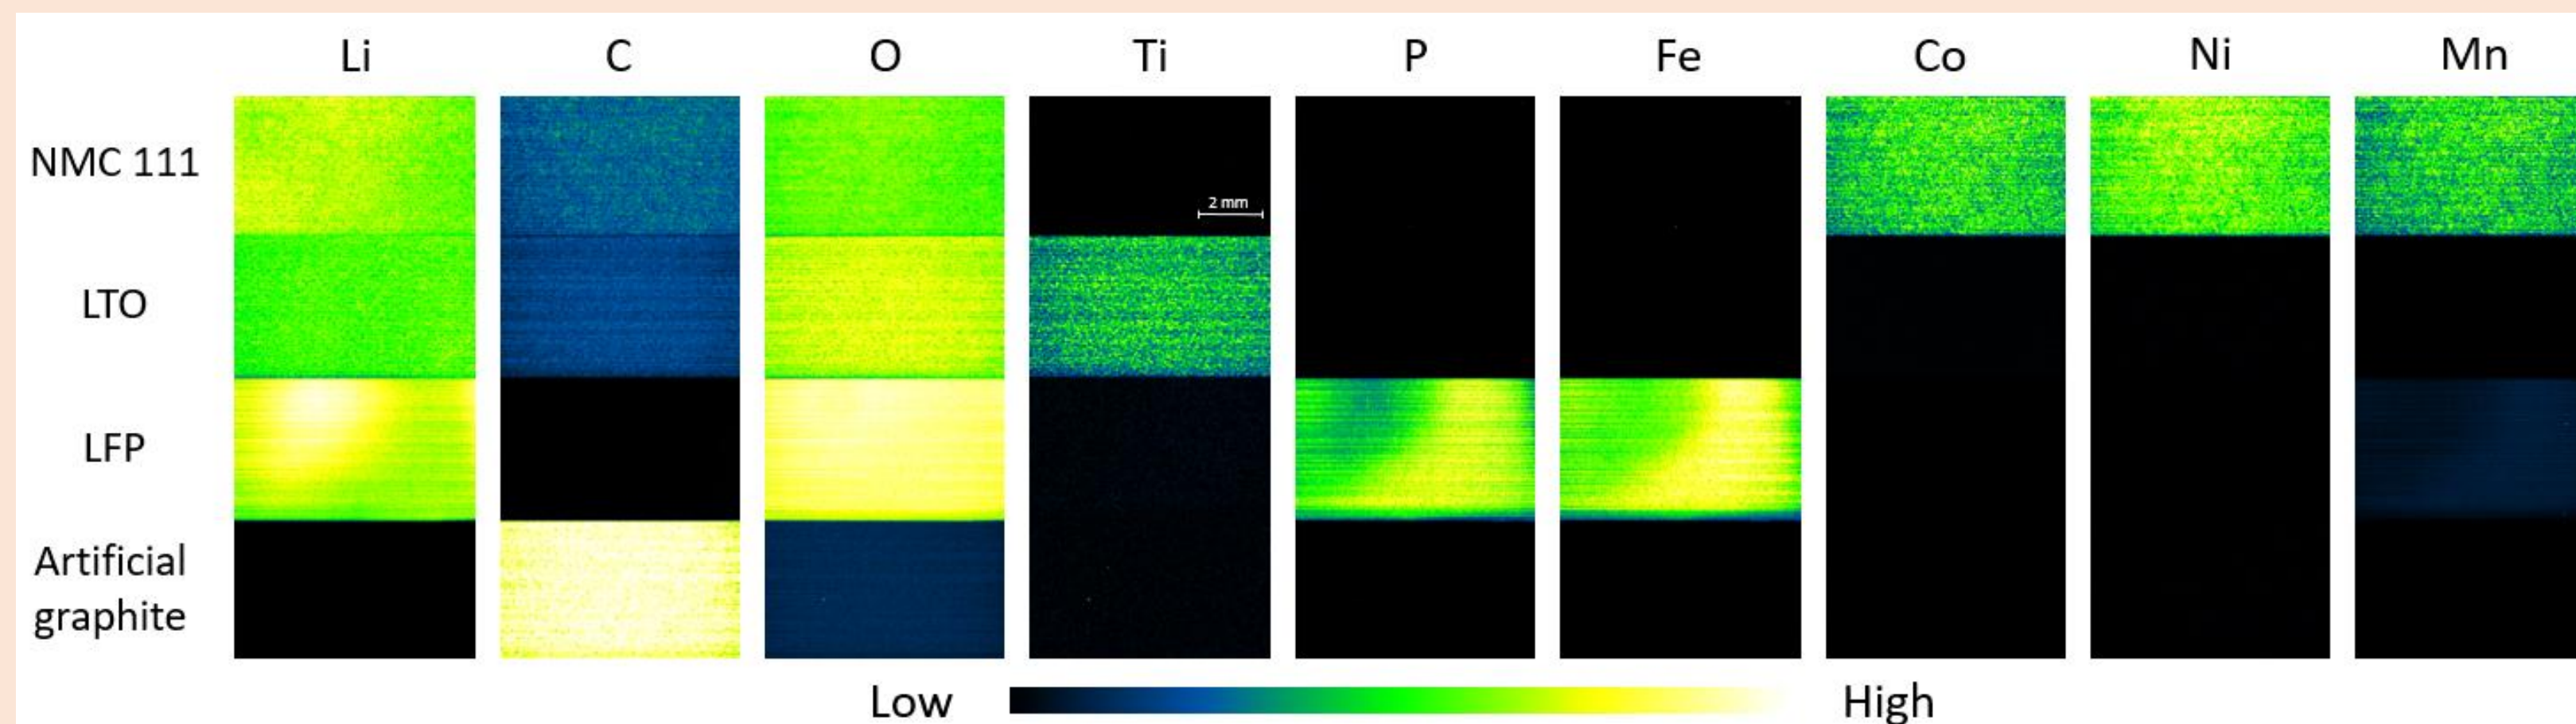 Li C O Ti P Fe Co Ni Mn
NMC 111
2 mm
LTO
LFP
Artificial
graphite
Low High